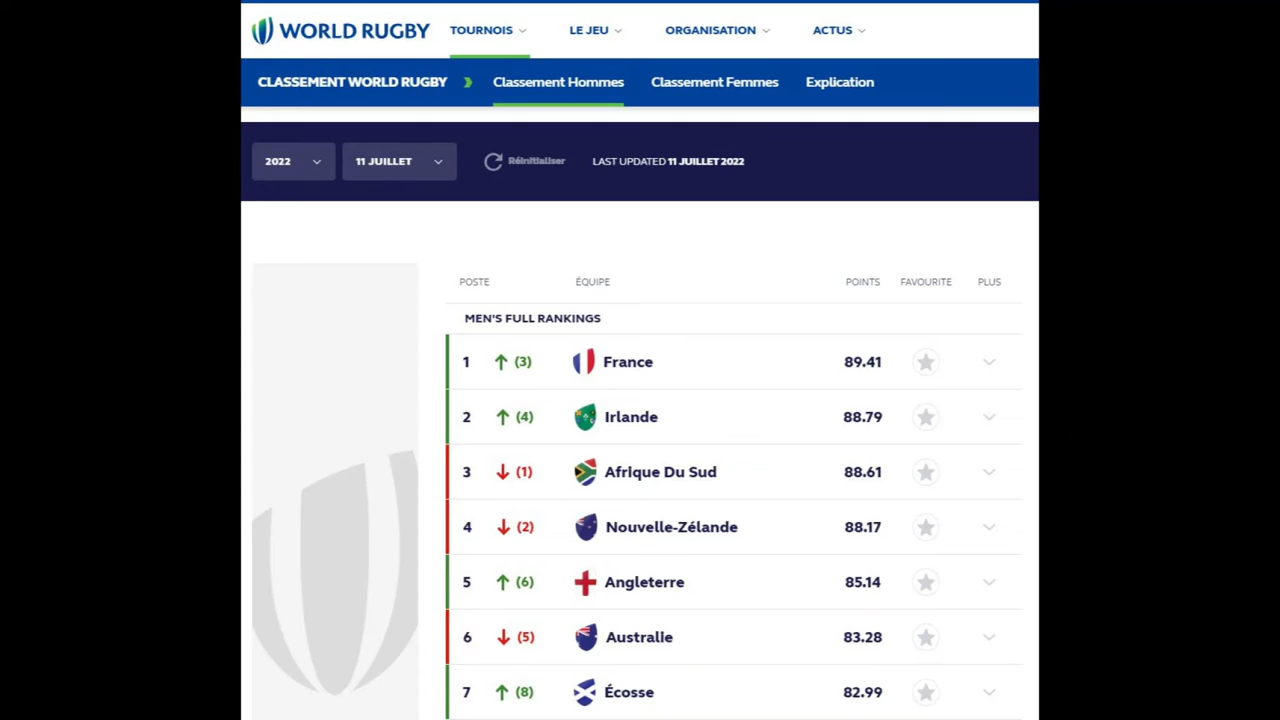 WORLD RUGBY TOURNOIS LE JEU ORGANISATION ACTUS
CLASSEMENT WORLD RUGBY Classement Hommes Classement Femmes Explication
2022 11 JUILLET Réinitialiser LAST UPDATED 11 JUILLET 2022
POSTE ÉQUIPE POINTS FAVOURITE PLUS
MEN'S FULL RANKINGS
1 (3) France 89.41
2 (4) Irlande 88.79
3 (1) Afrique Du Sud 88.61
4 (2) Nouvelle-Zélande 88.17
5 (6) Angleterre 85.14
6 (5) Australie 83.28
7 (8) Écosse 82.99